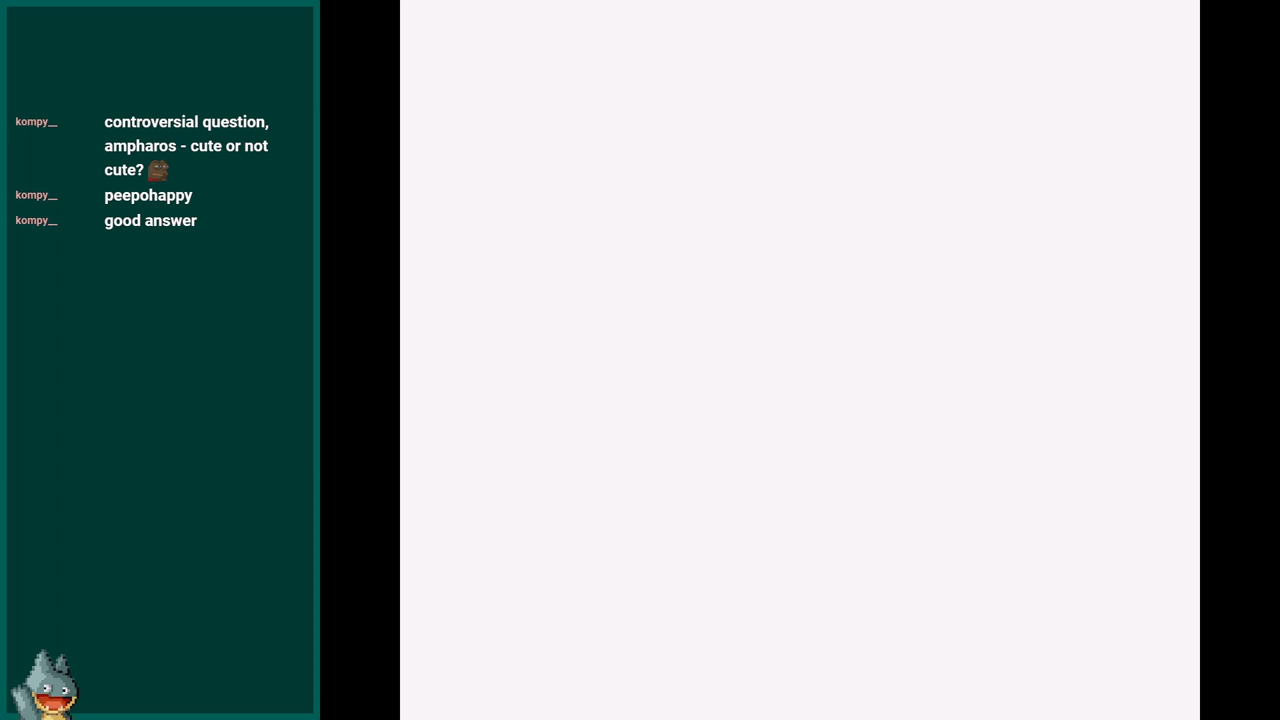 kompy__ controversial question,
ampharos - cute or not
cute?
kompy__ peepohappy
kompy__ good answer